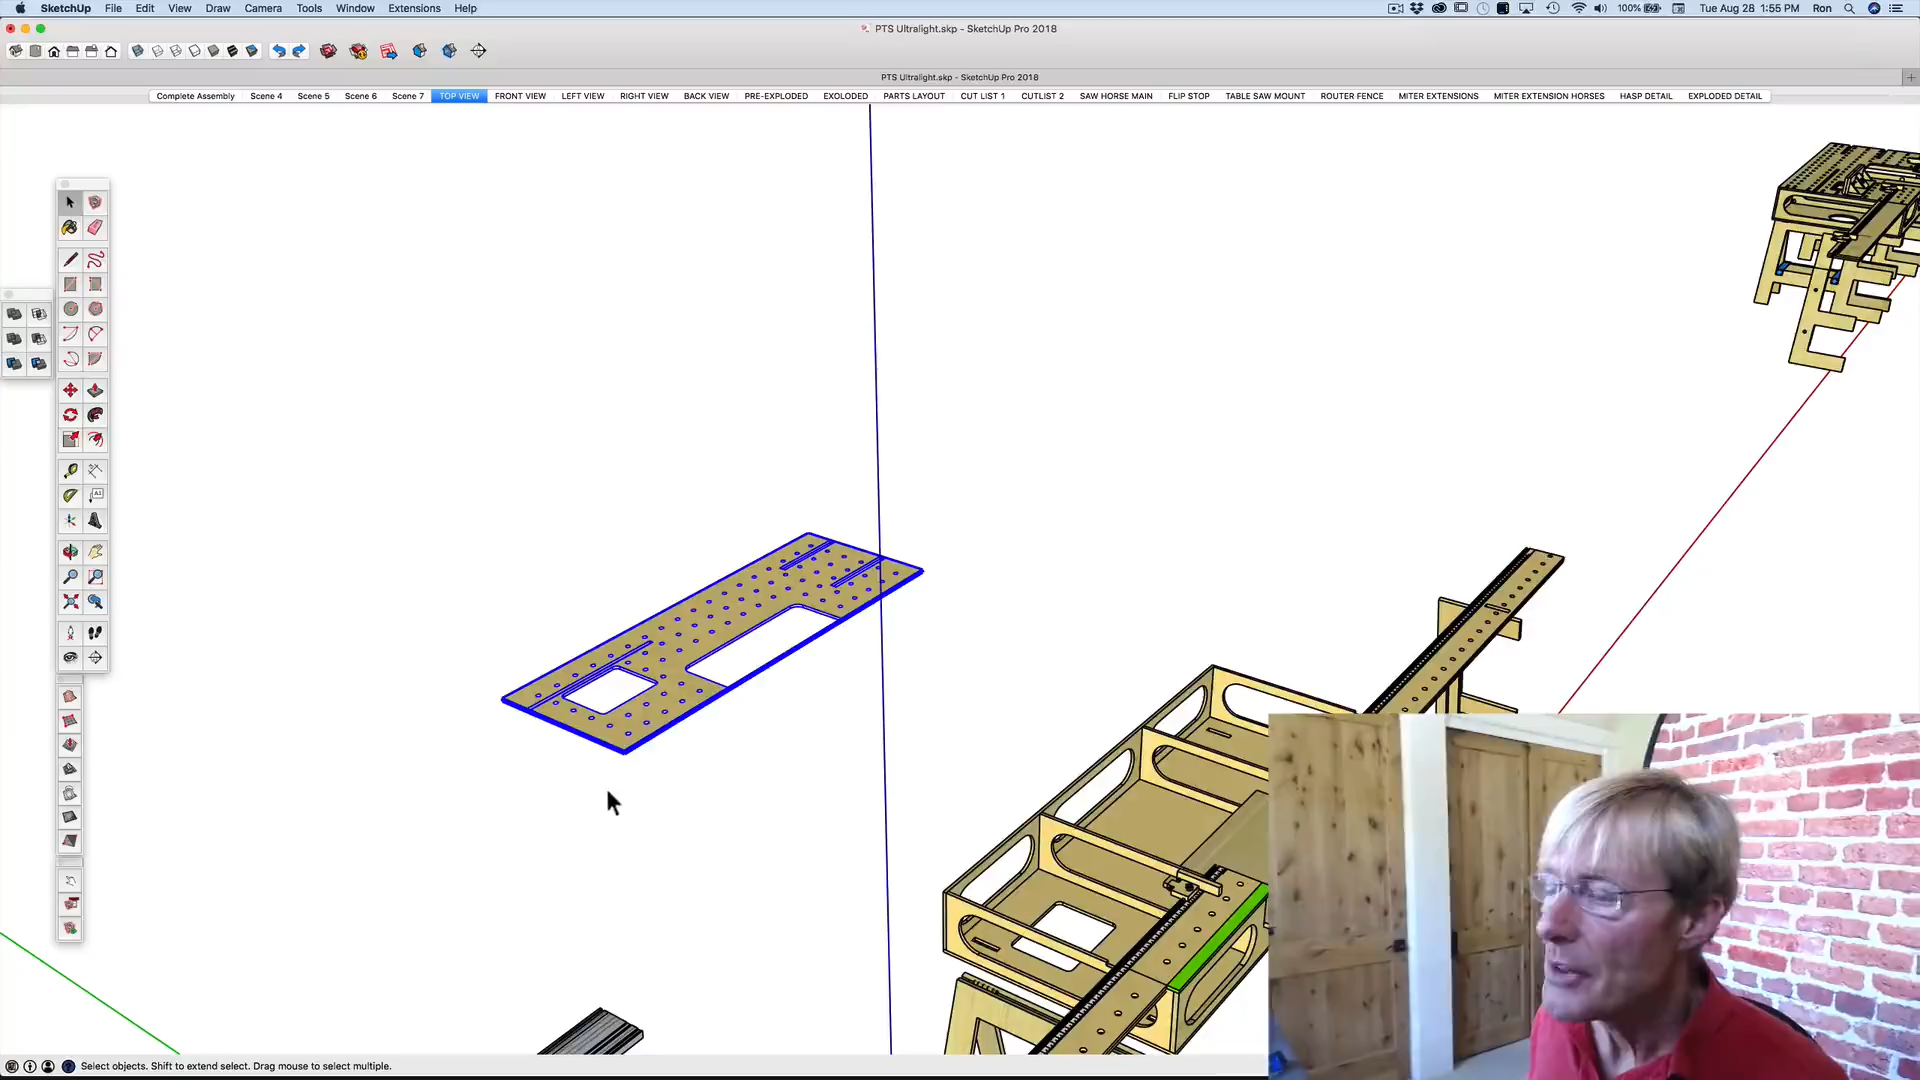 SketchUp File Edit View Draw Camera Tools Window Extensions Help 100% Tue Aug 28 1:55 PM Ron
PTS Ultralight.skp - SketchUp Pro 2018
PTS Ultralight.skp - SketchUp Pro 2018
Complete Assembly Scene 4 Scene 5 Scene 6 Scene 7 TOP VIEW FRONT VIEW LEFT VIEW RIGHT VIEW BACK VIEW PRE-EXPLODED EXOLODED PARTS LAYOUT CUT LIST 1 CUTLIST 2 SAW HORSE MAIN FLIP STOP TABLE SAW MOUNT ROUTER FENCE MITER EXTENSIONS MITER EXTENSION HORSES HASP DETAIL EXPLODED DETAIL
Select objects. Shift to extend select. Drag mouse to select multiple.